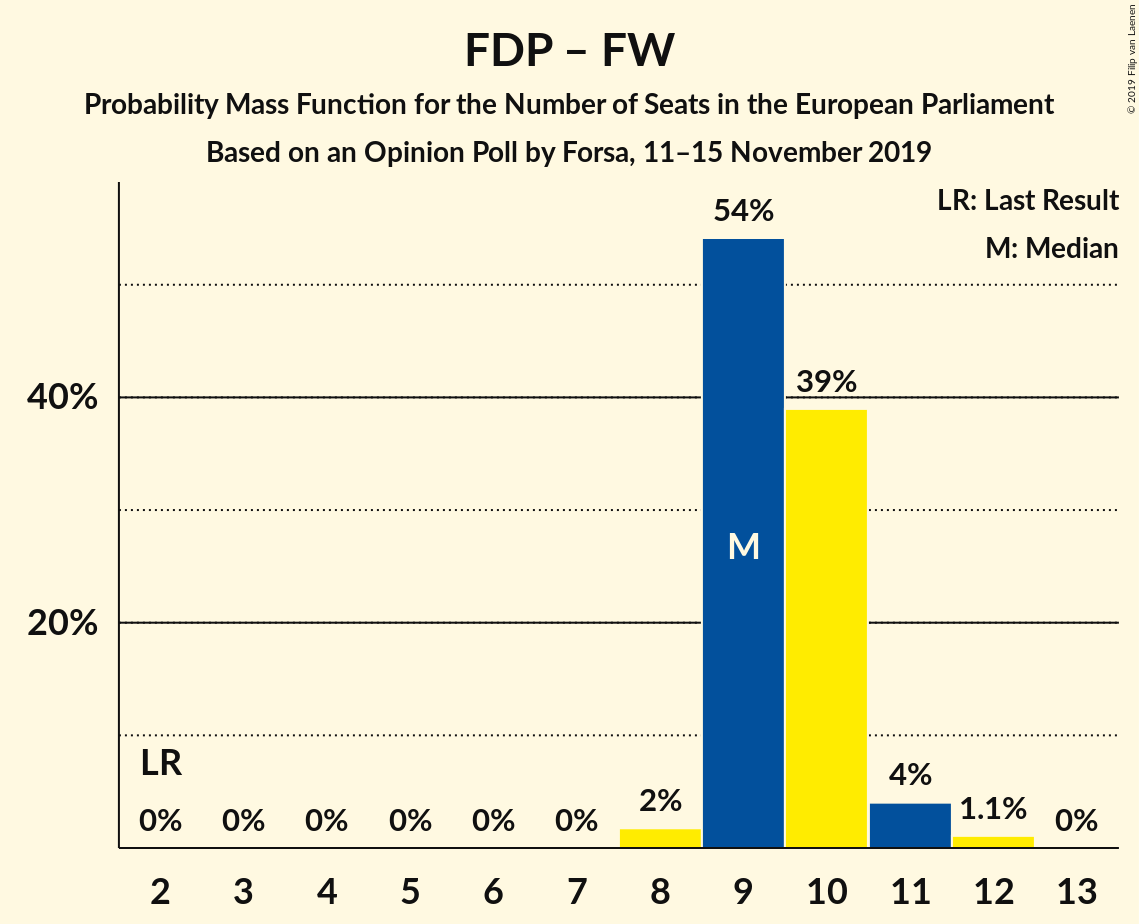 FDP – FW
Probability Mass Function for the Number of Seats in the European Parliament
Based on an Opinion Poll by Forsa, 11–15 November 2019
© 2019 Filip van Laenen
LR: Last Result
M: Median
54%
39%
40%
M
20%
LR
0% 0% 0% 0% 0% 0% 2% 4% 1.1% 0%
2 3 4 5 6 7 8 9 10 11 12 13